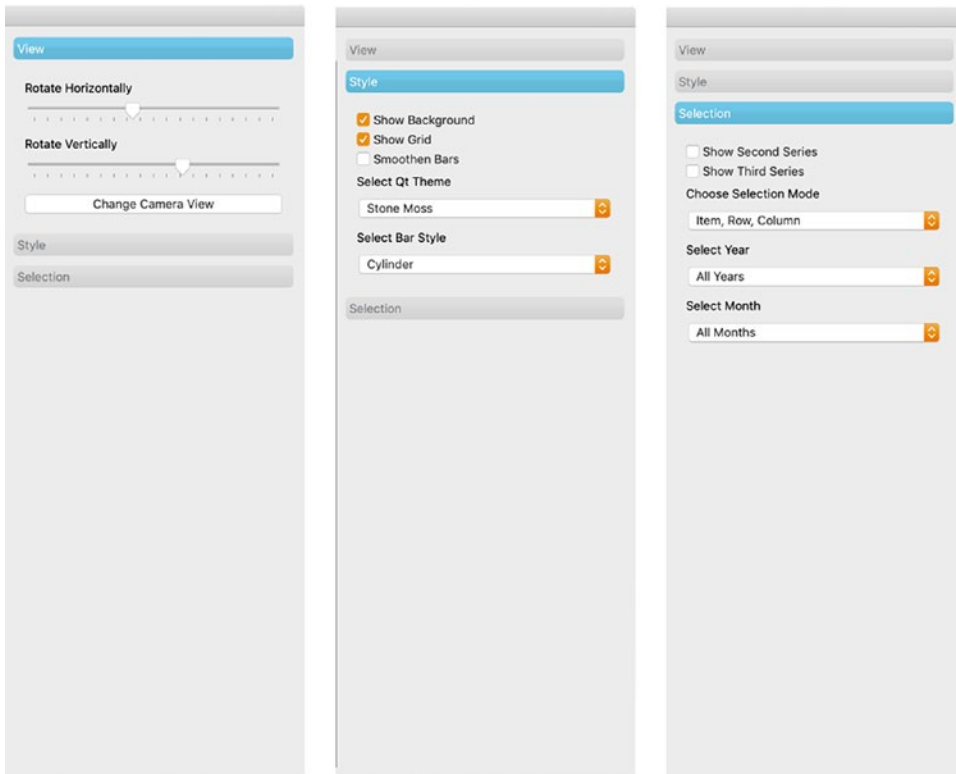 View
Rotate Horizontally
Rotate Vertically
Change Camera View
Style
Selection
View
Style
Show Background
Show Grid
Smoothen Bars
Select Qt Theme
Stone Moss
Select Bar Style
Cylinder
Selection
View
Style
Selection
Show Second Series
Show Third Series
Choose Selection Mode
Item, Row, Column
Select Year
All Years
Select Month
All Months